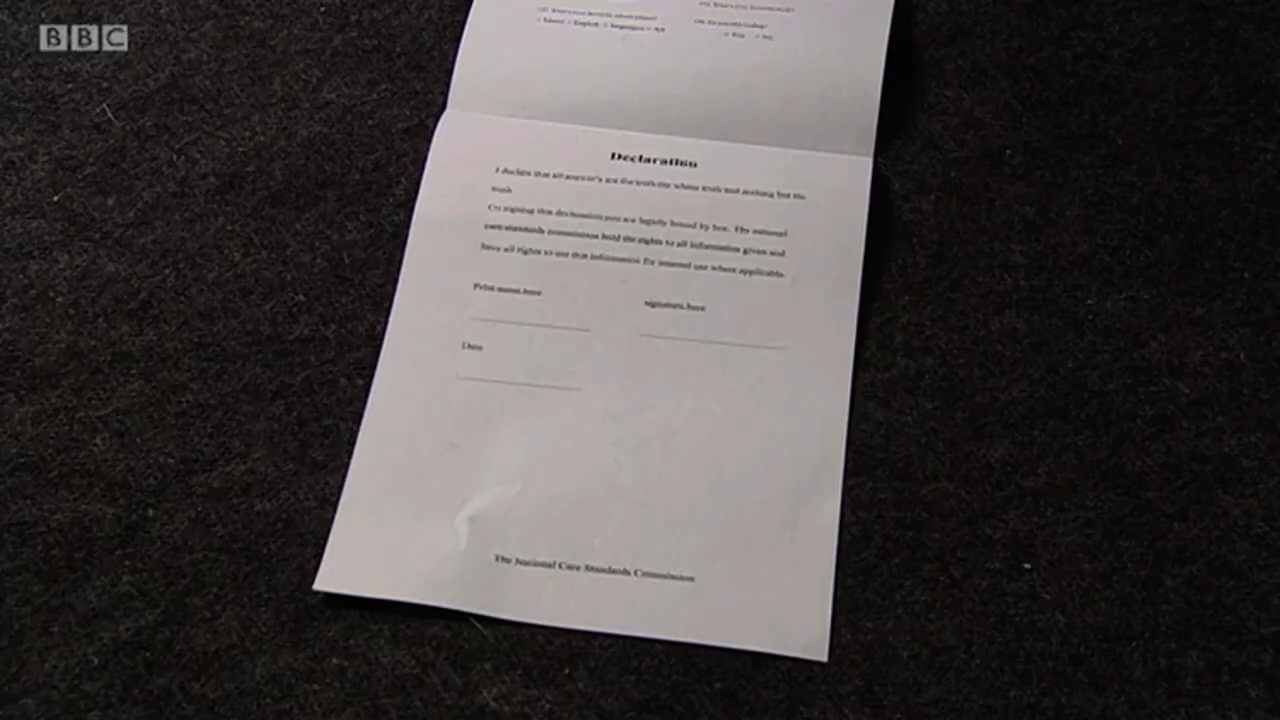 BBC
Declaration
I declare that all answer's are the truth the whole truth and nothing but the
truth
On signing this declaration you are legally bound by law. The national
care standards commission hold the rights to all information given and
have all rights to use this information for internal use where applicable.
Print name here
signature here
Date
The National Care Standards Commission